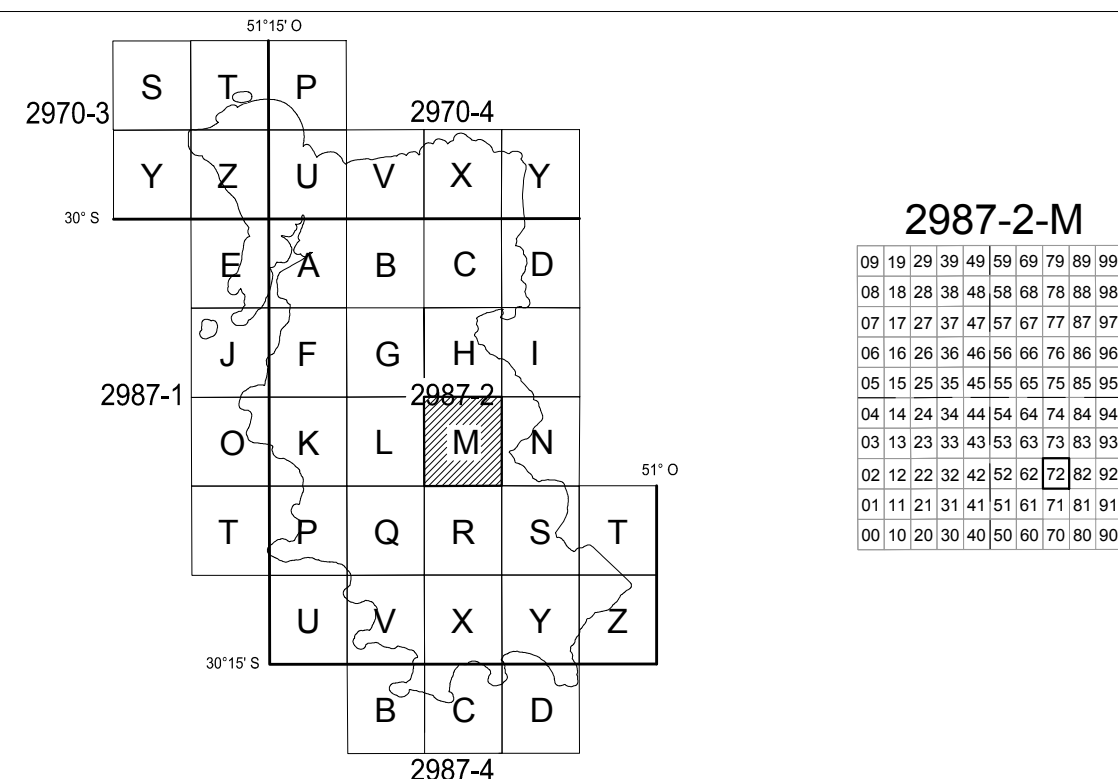 51°15' O
S T P
2970-3 2970-4
Y Z U V X Y
30° S
E A B C D
J F G H I
2987-1 2987-2
O K L M N
51° O
T P Q R S T
U V X Y Z
30°15' S
B C D
2987-4
2987-2-M
09 19 29 39 49 59 69 79 89 99
08 18 28 38 48 58 68 78 88 98
07 17 27 37 47 57 67 77 87 97
06 16 26 36 46 56 66 76 86 96
05 15 25 35 45 55 65 75 85 95
04 14 24 34 44 54 64 74 84 94
03 13 23 33 43 53 63 73 83 93
02 12 22 32 42 52 62 72 82 92
01 11 21 31 41 51 61 71 81 91
00 10 20 30 40 50 60 70 80 90